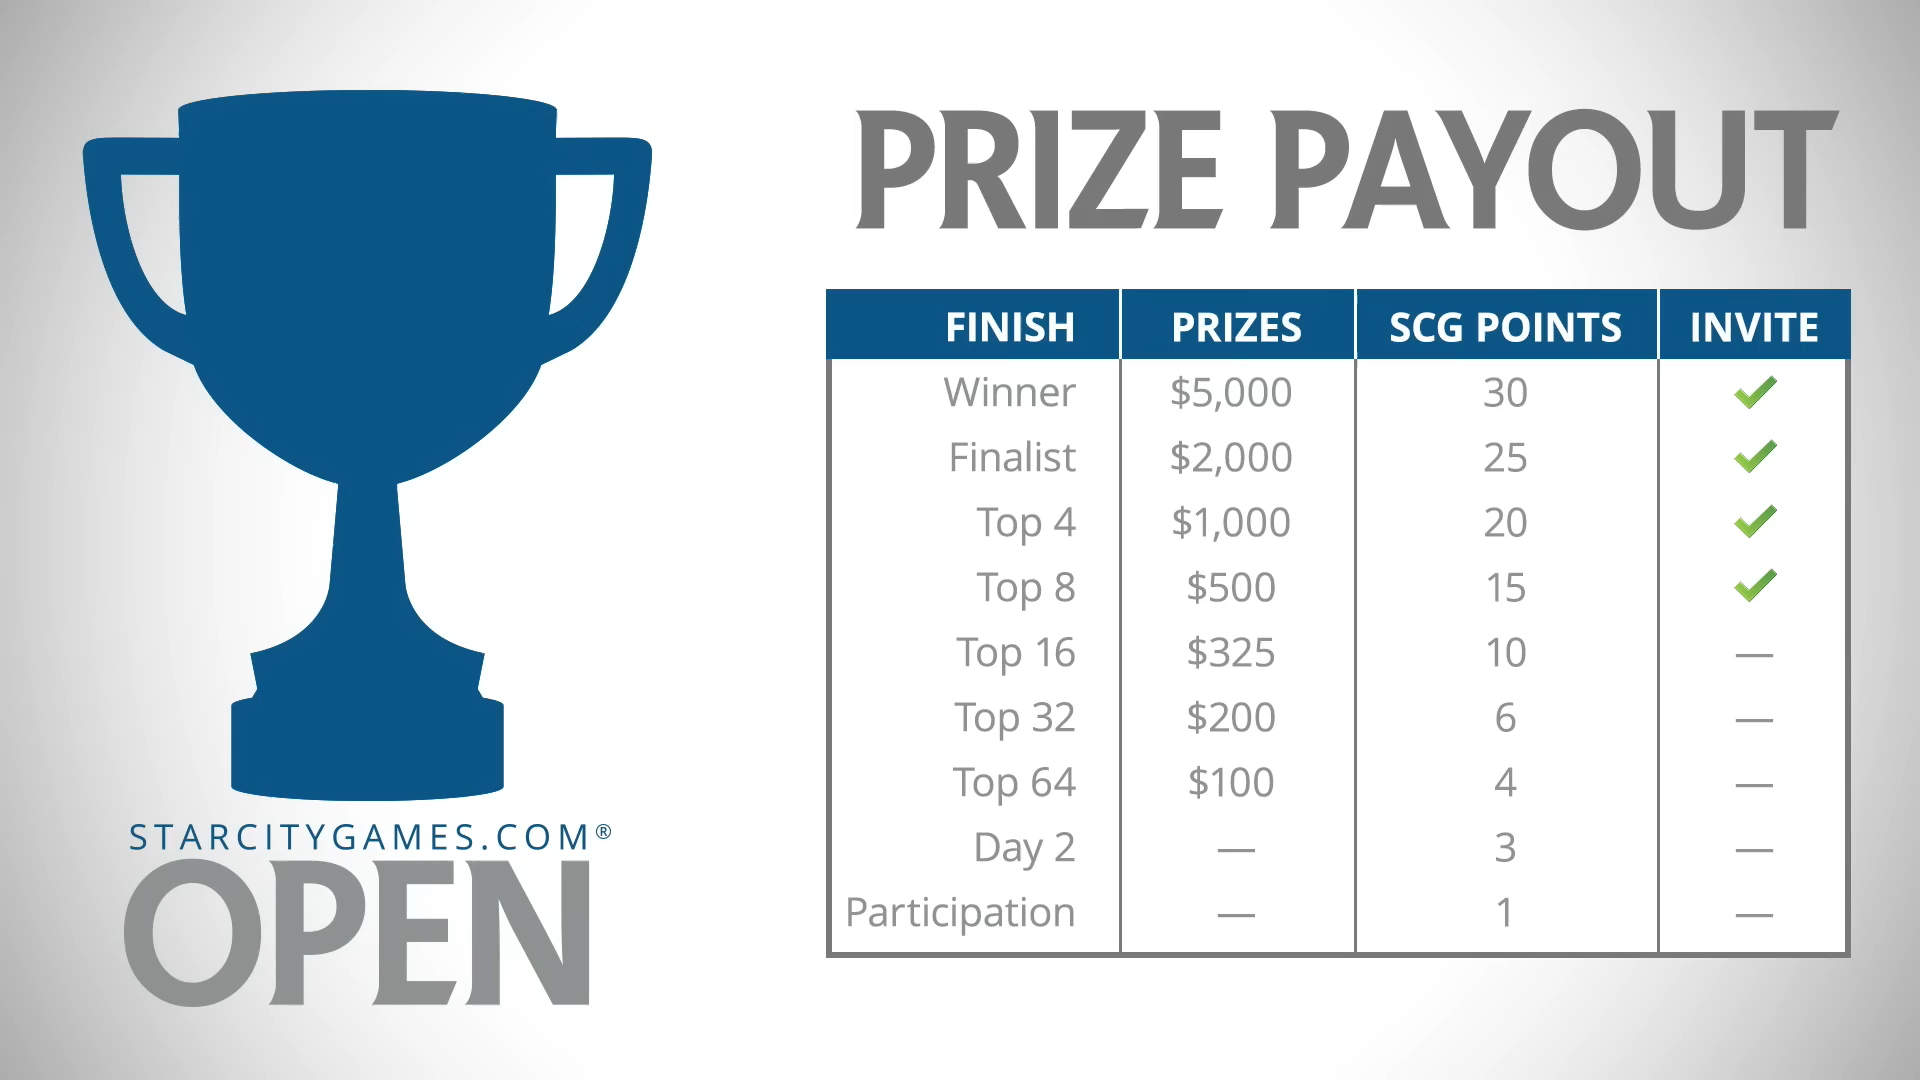 PRIZE PAYOUT
FINISH PRIZES SCG POINTS INVITE
Winner $5,000 30
Finalist $2,000 25
Top 4 $1,000 20
Top 8 $500 15
Top 16 $325 10 —
Top 32 $200 6 —
Top 64 $100 4 —
Day 2 — 3 —
Participation — 1 —
STARCITYGAMES.COM®
OPEN